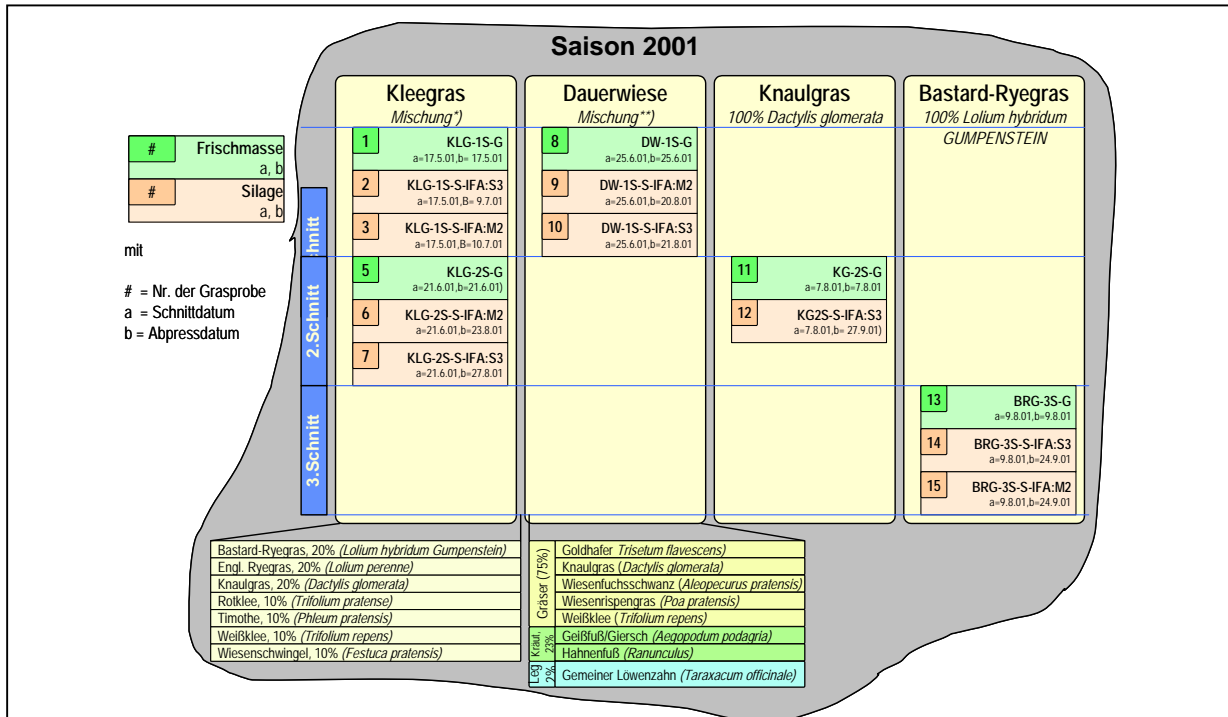 Saison 2001
Kleegras
Mischung*)
Dauerwiese
Mischung**)
Knaulgras
100% Dactylis glomerata
Bastard-Ryegras
100% Lolium hybridum
GUMPENSTEIN
# Frischmasse
a, b
# Silage
a, b
mit
# = Nr. der Grasprobe
a = Schnittdatum
b = Abpressdatum
hnitt
2.Schnitt
3.Schnitt
1 KLG-1S-G
a=17.5.01,b= 17.5.01
2 KLG-1S-S-IFA:S3
a=17.5.01,B= 9.7.01
3 KLG-1S-S-IFA:M2
a=17.5.01,B=10.7.01
5 KLG-2S-G
a=21.6.01,b=21.6.01)
6 KLG-2S-S-IFA:M2
a=21.6.01,b=23.8.01
7 KLG-2S-S-IFA:S3
a=21.6.01,b=27.8.01
8 DW-1S-G
a=25.6.01,b=25.6.01
9 DW-1S-S-IFA:M2
a=25.6.01,b=20.8.01
10 DW-1S-S-IFA:S3
a=25.6.01,b=21.8.01
11 KG-2S-G
a=7.8.01,b=7.8.01
12 KG2S-S-IFA:S3
a=7.8.01,b= 27.9.01)
13 BRG-3S-G
a=9.8.01,b=9.8.01
14 BRG-3S-S-IFA:S3
a=9.8.01,b=24.9.01
15 BRG-3S-S-IFA:M2
a=9.8.01,b=24.9.01
Bastard-Ryegras, 20% (Lolium hybridum Gumpenstein)
Engl. Ryegras, 20% (Lolium perenne)
Knaulgras, 20% (Dactylis glomerata)
Rotklee, 10% (Trifolium pratense)
Timothe, 10% (Phleum pratensis)
Weißklee, 10% (Trifolium repens)
Wiesenschwingel, 10% (Festuca pratensis)
Gräser (75%)
Goldhafer Trisetum flavescens)
Knaulgras (Dactylis glomerata)
Wiesenfuchsschwanz (Aleopecurus pratensis)
Wiesenrispengras (Poa pratensis)
Weißklee (Trifolium repens)
Kräut.
23%
Geißfuß/Giersch (Aegopodum podagria)
Hahnenfuß (Ranunculus)
Leg
2%
Gemeiner Löwenzahn (Taraxacum officinale)